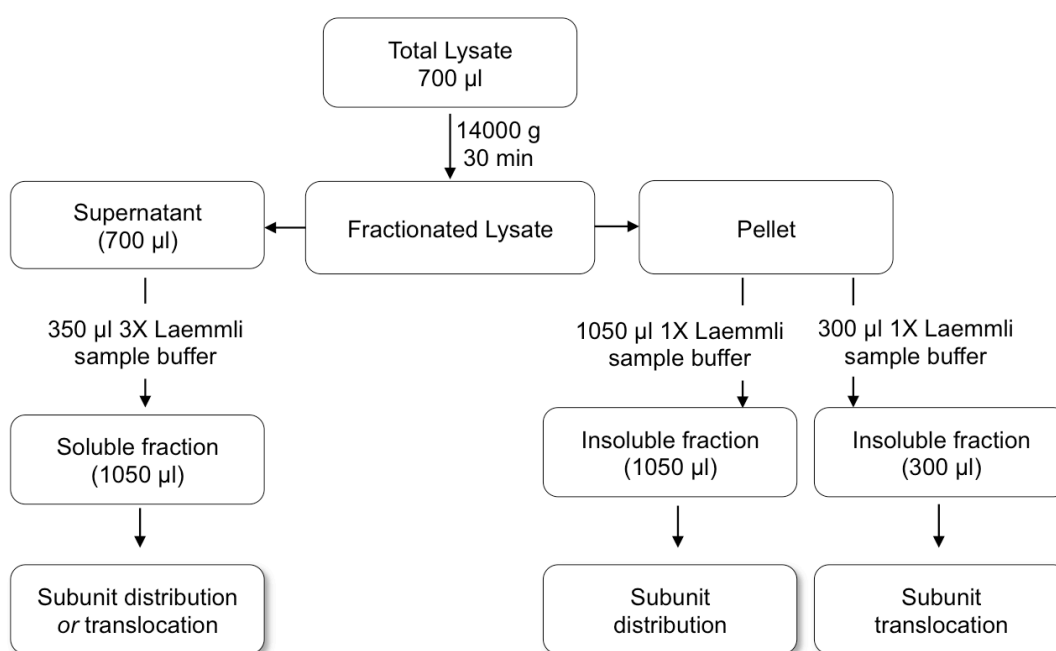 Total Lysate
700 µl
14000 g
30 min
Supernatant
(700 µl)
Fractionated Lysate
Pellet
350 µl 3X Laemmli
sample buffer
1050 µl 1X Laemmli
sample buffer
300 µl 1X Laemmli
sample buffer
Soluble fraction
(1050 µl)
Insoluble fraction
(1050 µl)
Insoluble fraction
(300 µl)
Subunit distribution
or translocation
Subunit
distribution
Subunit
translocation